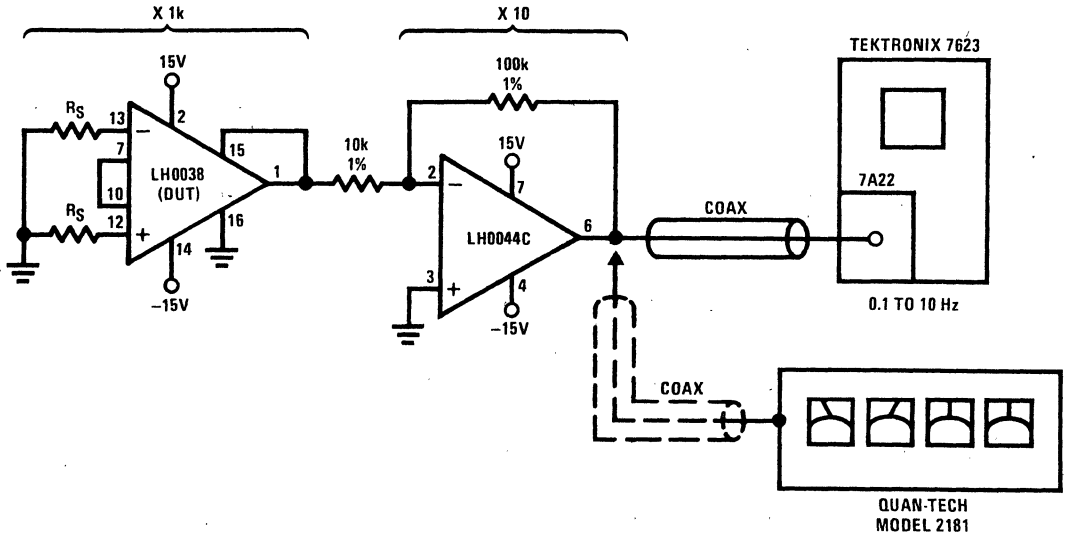 X 1k
X 10
TEKTRONIX 7623
15V
100k
1%
RS
13
2
7
15
LH0038
(DUT)
1
10k
1%
15V
2
7
7A22
10
RS
12
16
14
LH0044C
6
COAX
3
4
–15V
–15V
0.1 TO 10 Hz
COAX
QUAN-TECH
MODEL 2181